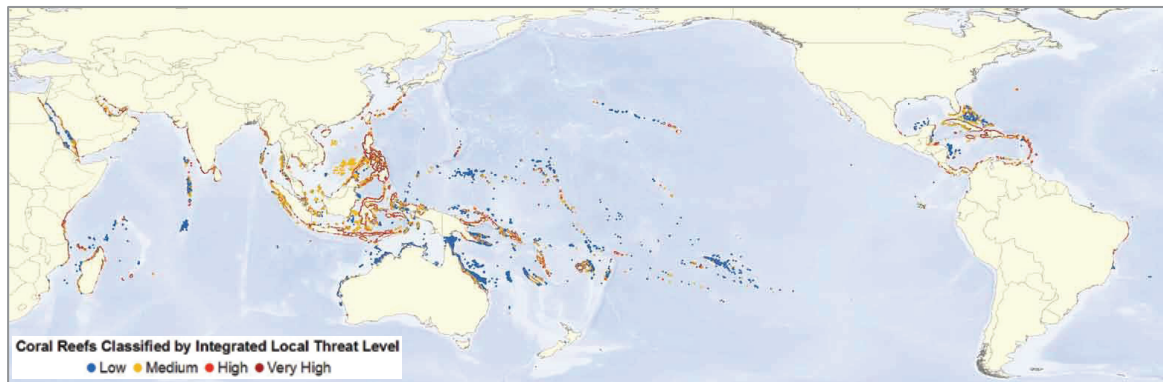 Coral Reefs Classified by Integrated Local Threat Level
Low Medium High Very High